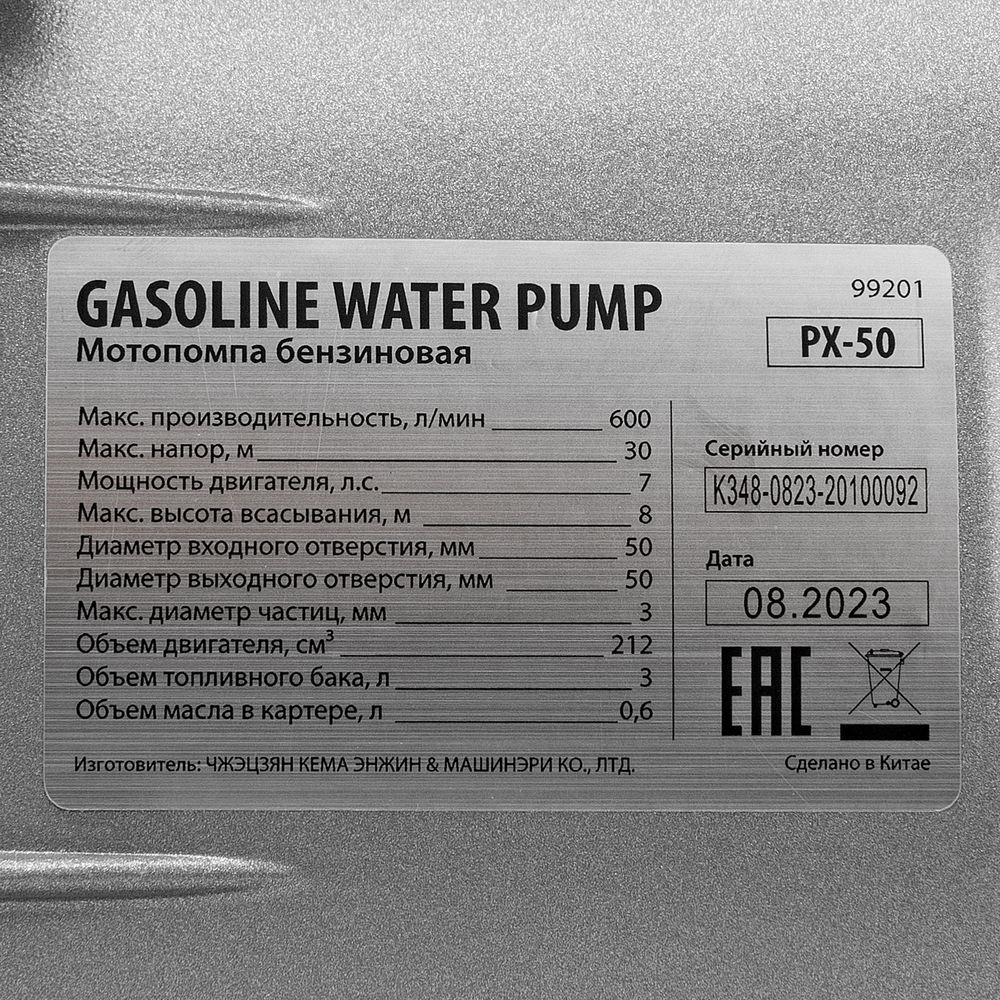 GASOLINE WATER PUMP
Мотопомпа бензиновая
99201
PX-50
Макс. производительность, л/мин 600
Макс. напор, м 30
Мощность двигателя, л.с. 7
Макс. высота всасывания, м 8
Диаметр входного отверстия, мм 50
Диаметр выходного отверстия, мм 50
Макс. диаметр частиц, мм 3
Объем двигателя, см³ 212
Объем топливного бака, л 3
Объем масла в картере, л 0,6
Серийный номер
K348-0823-20100092
Дата
08.2023
EAC
Изготовитель: ЧЖЭЦЗЯН КЕМА ЭНЖИН & МАШИНЭРИ КО., ЛТД.
Сделано в Китае